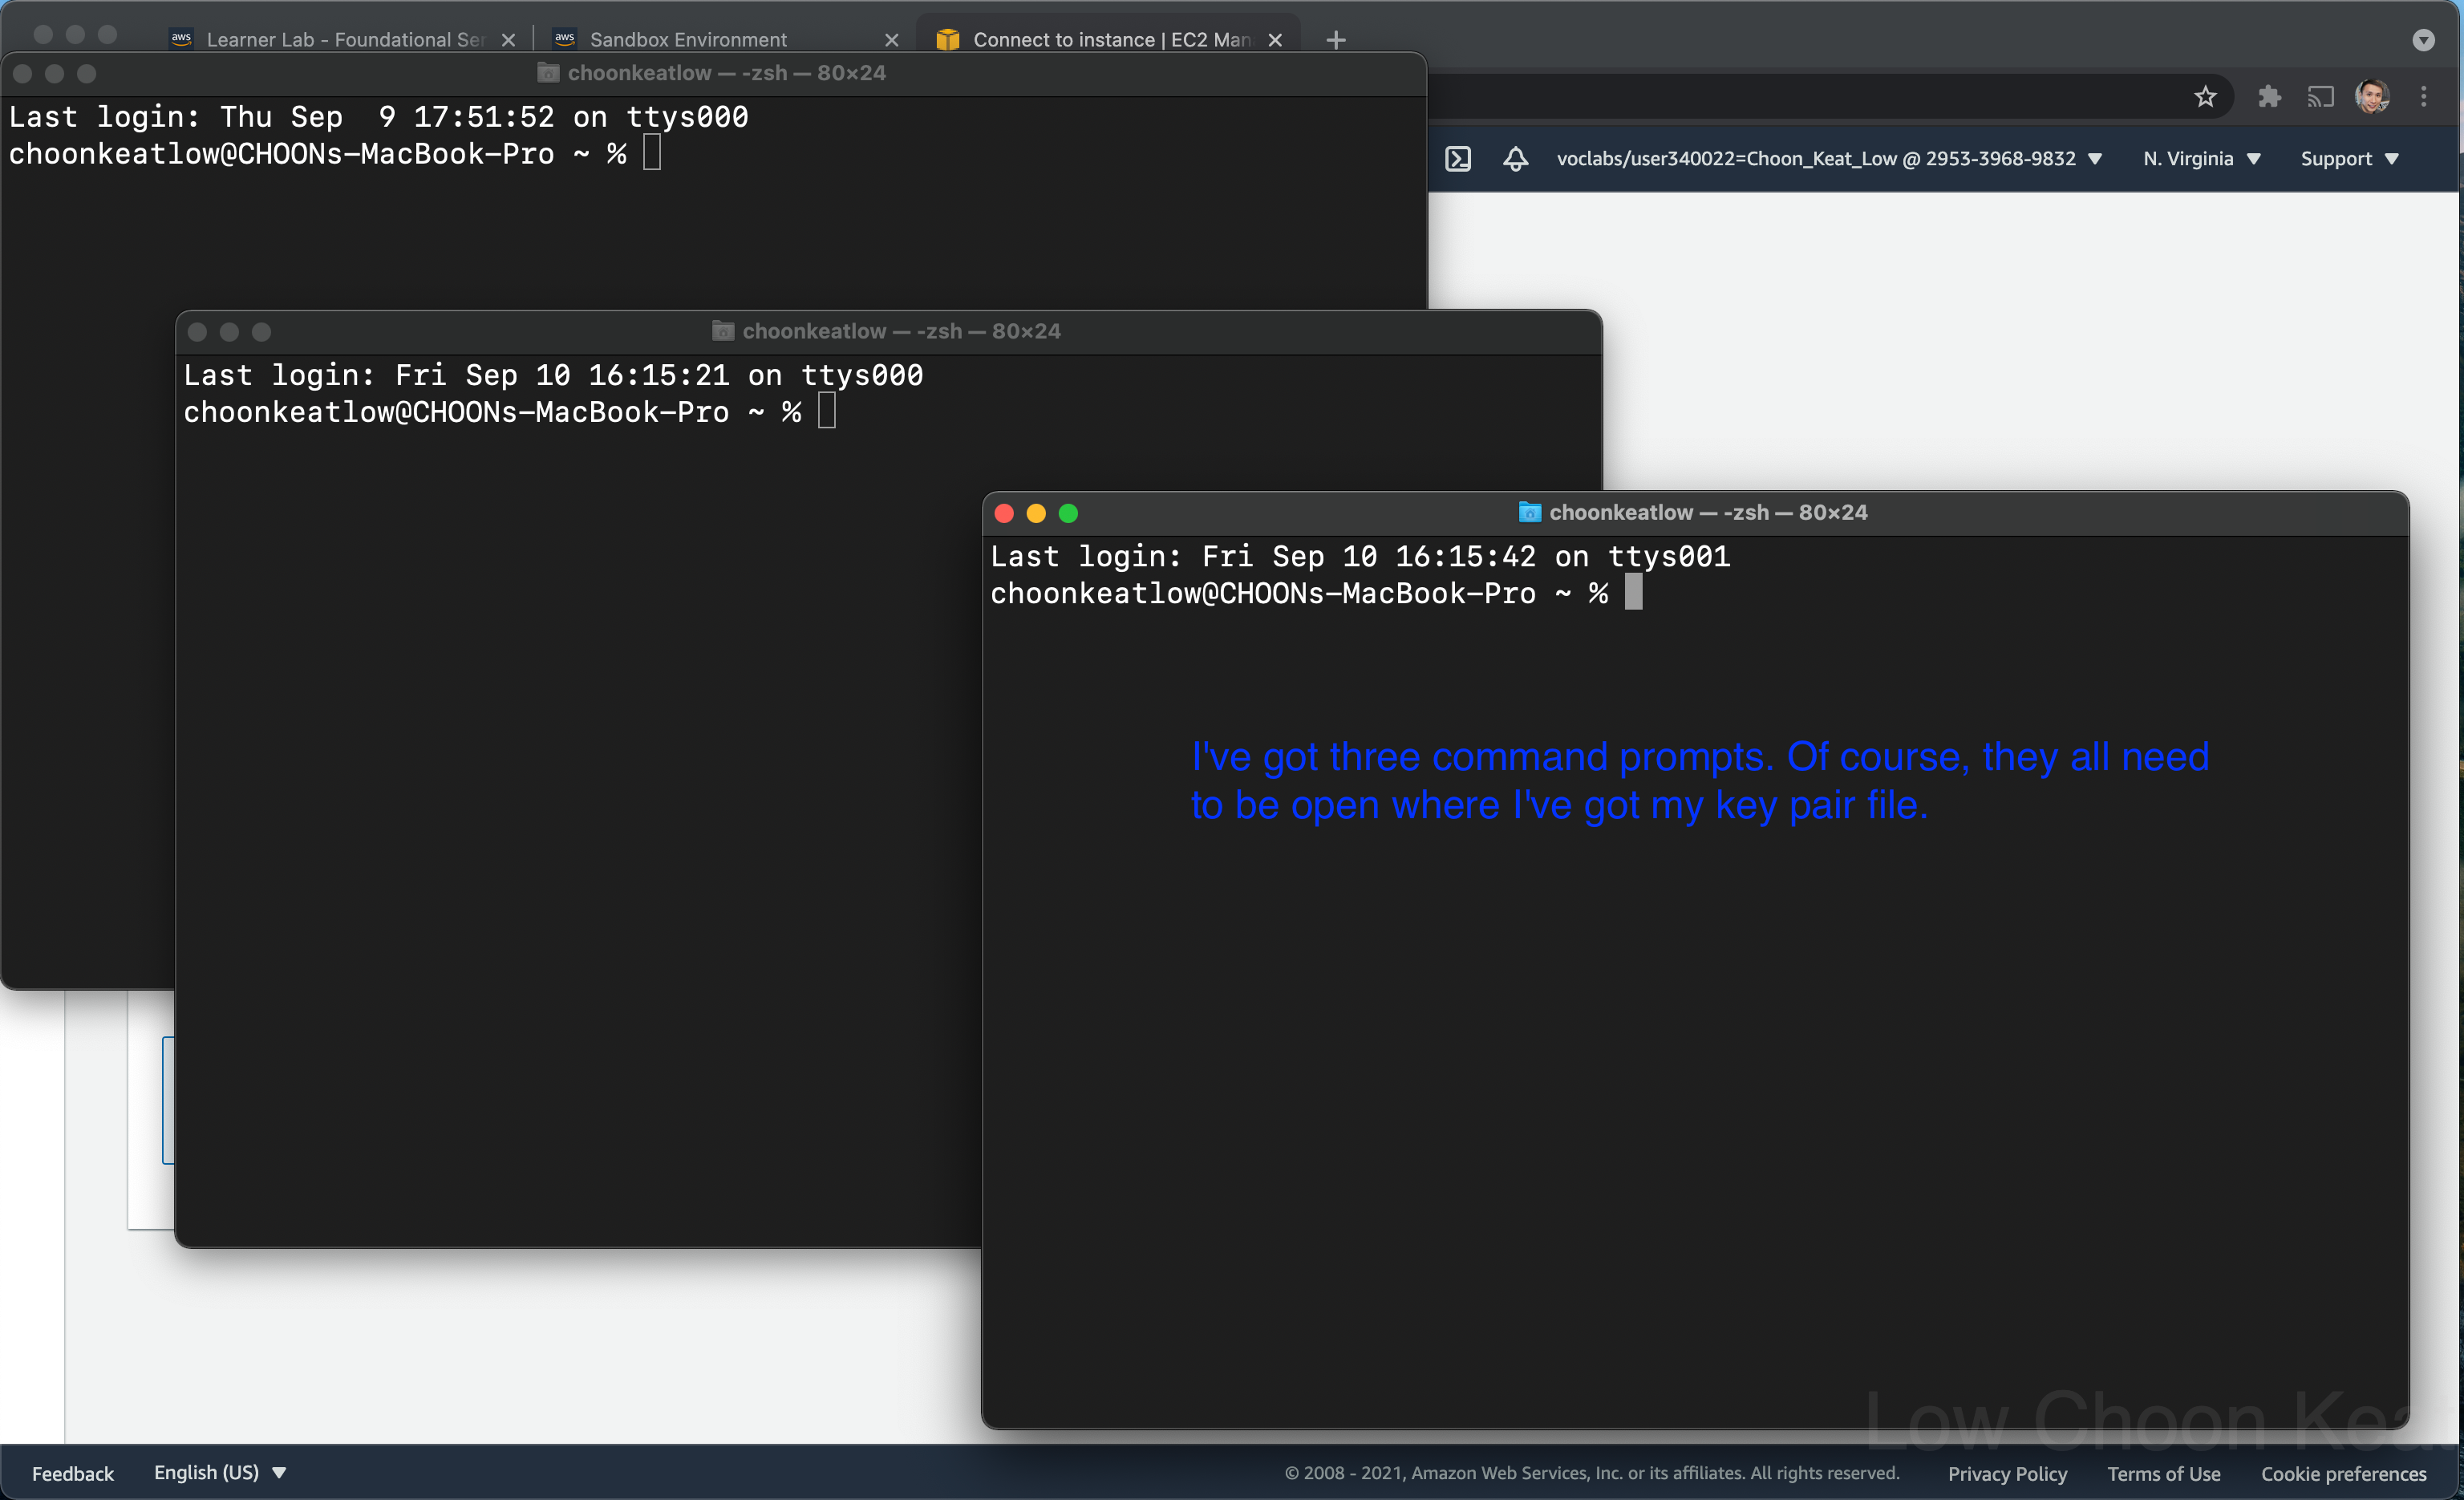 aws Learner Lab - Foundational Ser
aws Sandbox Environment
Connect to instance | EC2 Man
choonkeatlow — -zsh — 80×24
Last login: Thu Sep  9 17:51:52 on ttys000
choonkeatlow@CHOONs-MacBook-Pro ~ %
voclabs/user340022=Choon_Keat_Low @ 2953-3968-9832
N. Virginia
Support
choonkeatlow — -zsh — 80×24
Last login: Fri Sep 10 16:15:21 on ttys000
choonkeatlow@CHOONs-MacBook-Pro ~ %
choonkeatlow — -zsh — 80×24
Last login: Fri Sep 10 16:15:42 on ttys001
choonkeatlow@CHOONs-MacBook-Pro ~ %
I've got three command prompts. Of course, they all need
to be open where I've got my key pair file.
Low Choon Kea
Feedback
English (US)
© 2008 - 2021, Amazon Web Services, Inc. or its affiliates. All rights reserved.
Privacy Policy
Terms of Use
Cookie preferences